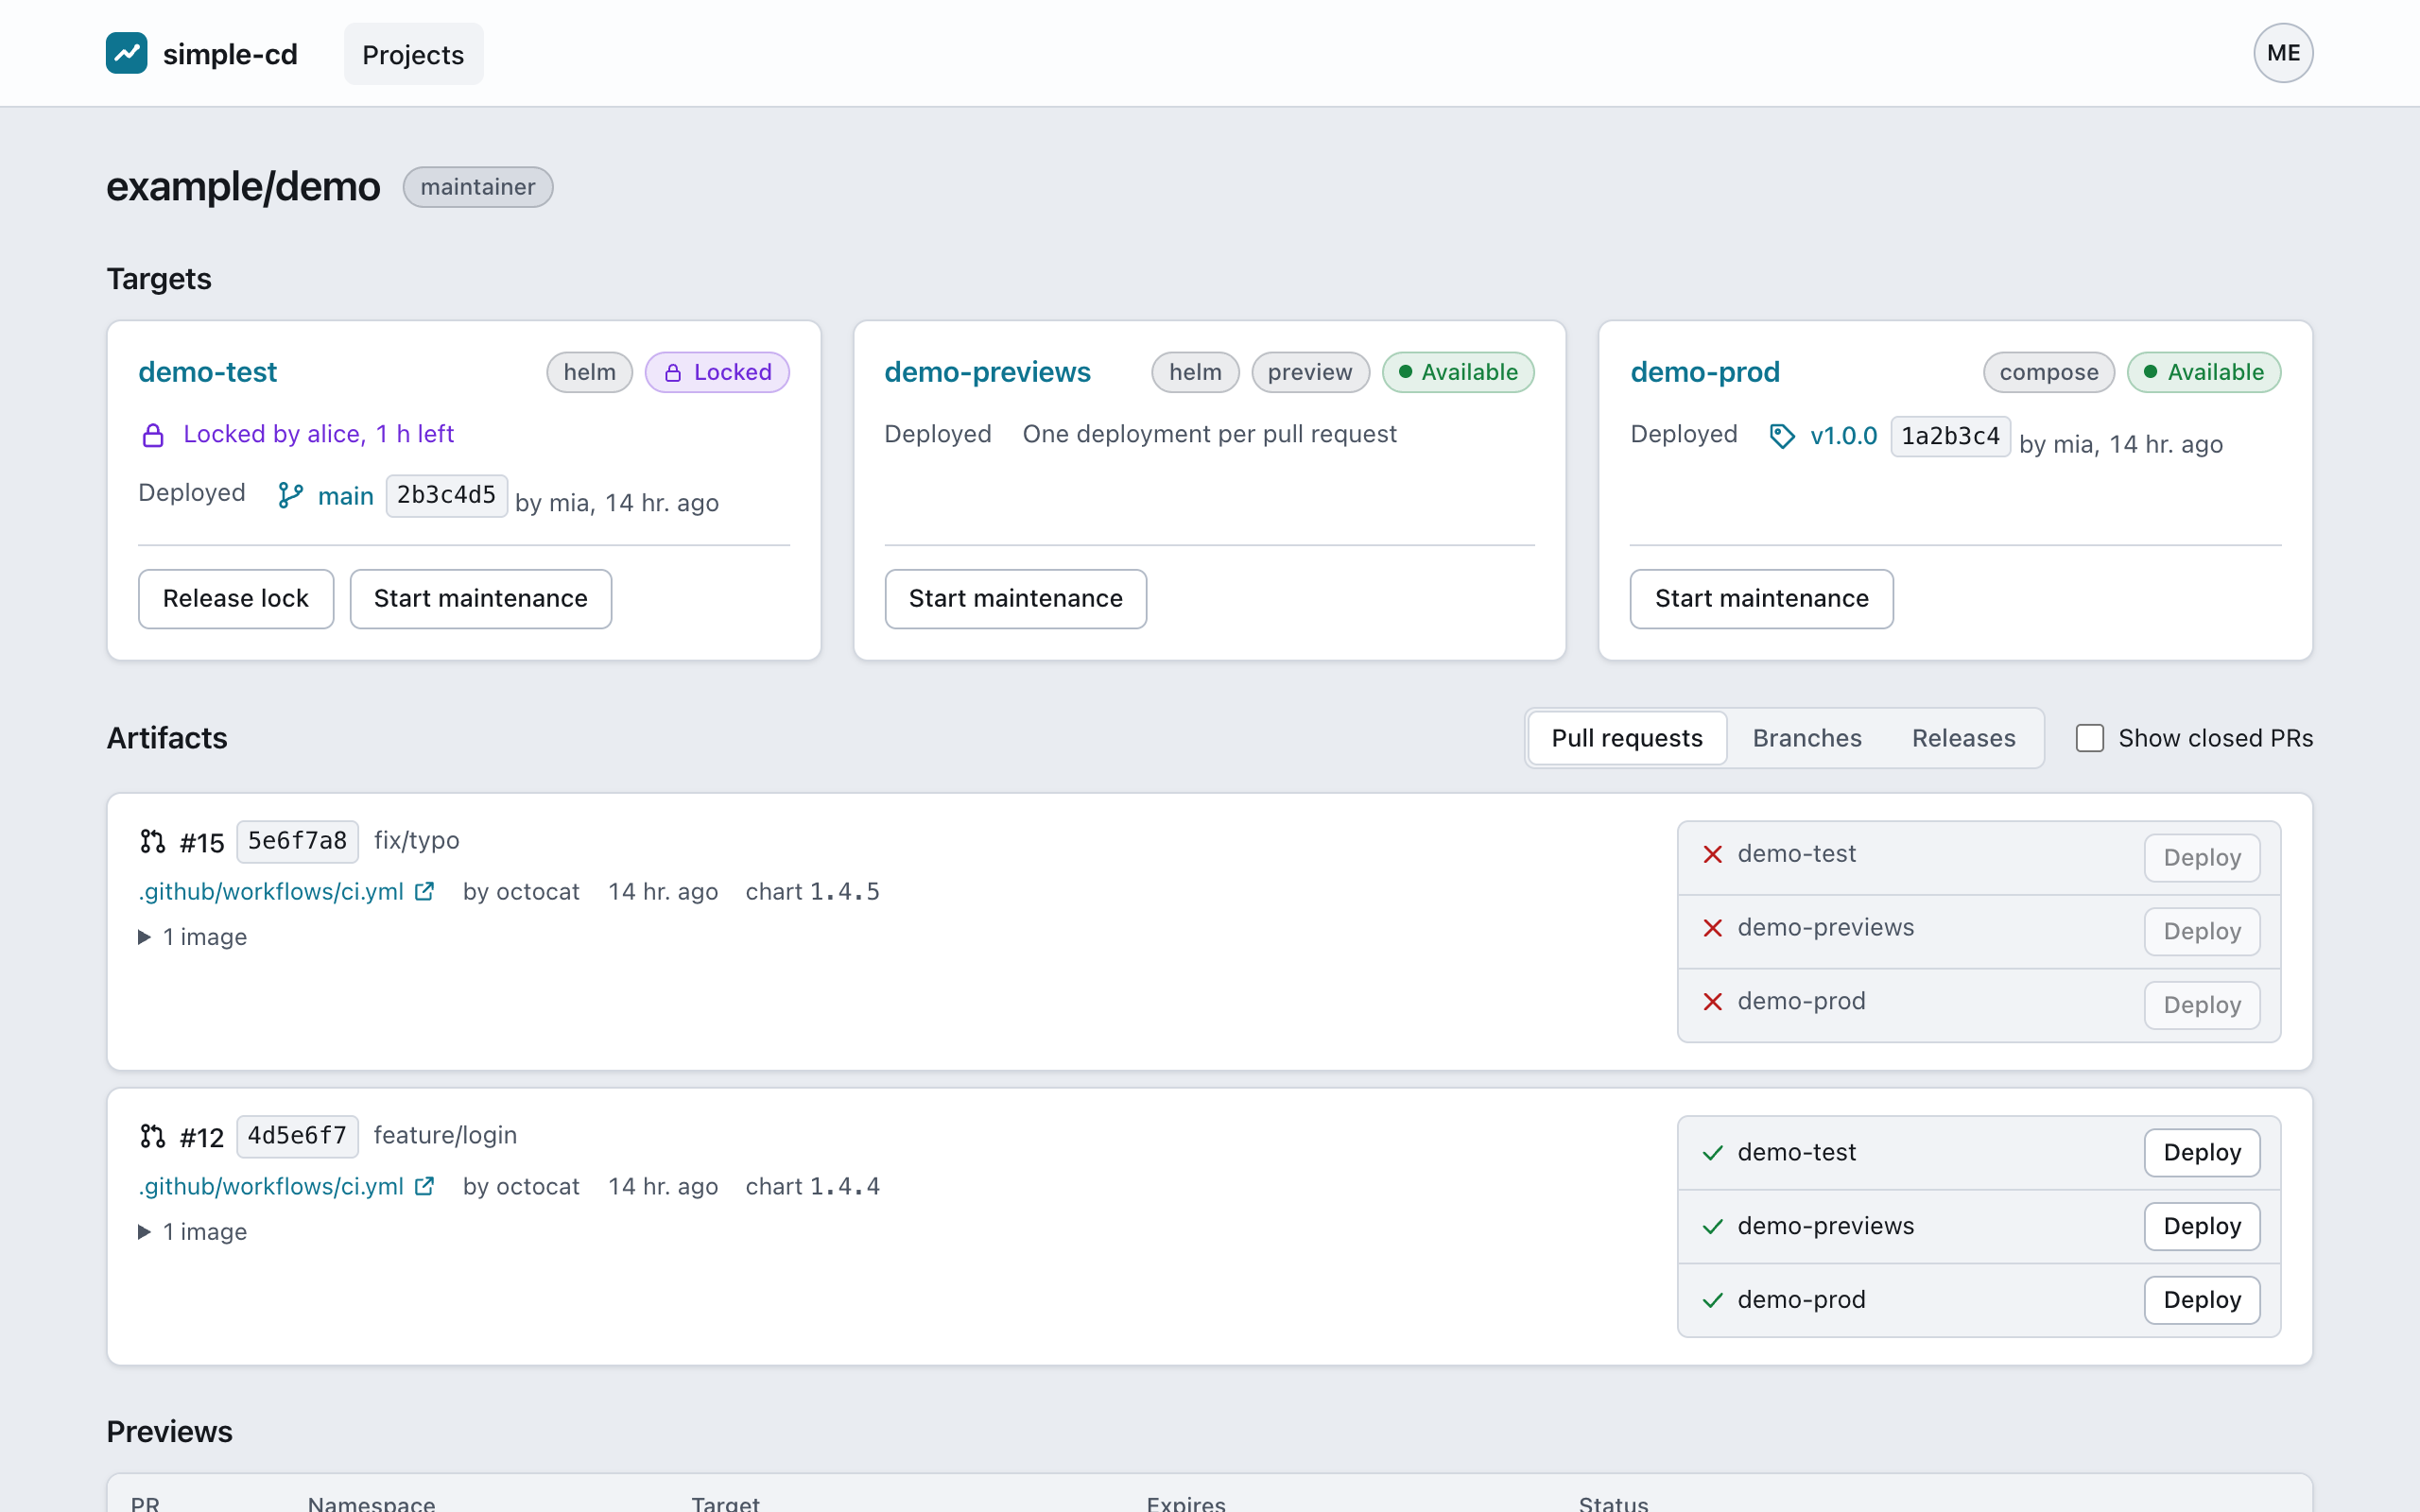 simple-cd
Projects
ME
example/demo
maintainer
Targets
demo-test
helm
Locked
Locked by alice, 1 h left
Deployed
main
2b3c4d5
by mia, 14 hr. ago
Release lock
Start maintenance
demo-previews
helm
preview
Available
Deployed
One deployment per pull request
Start maintenance
demo-prod
compose
Available
Deployed
v1.0.0
1a2b3c4
by mia, 14 hr. ago
Start maintenance
Artifacts
Pull requests
Branches
Releases
Show closed PRs
#15
5e6f7a8
fix/typo
.github/workflows/ci.yml
by octocat
14 hr. ago
chart 1.4.5
1 image
demo-test
Deploy
demo-previews
Deploy
demo-prod
Deploy
#12
4d5e6f7
feature/login
.github/workflows/ci.yml
by octocat
14 hr. ago
chart 1.4.4
1 image
demo-test
Deploy
demo-previews
Deploy
demo-prod
Deploy
Previews
PR
Namespace
Target
Expires
Status